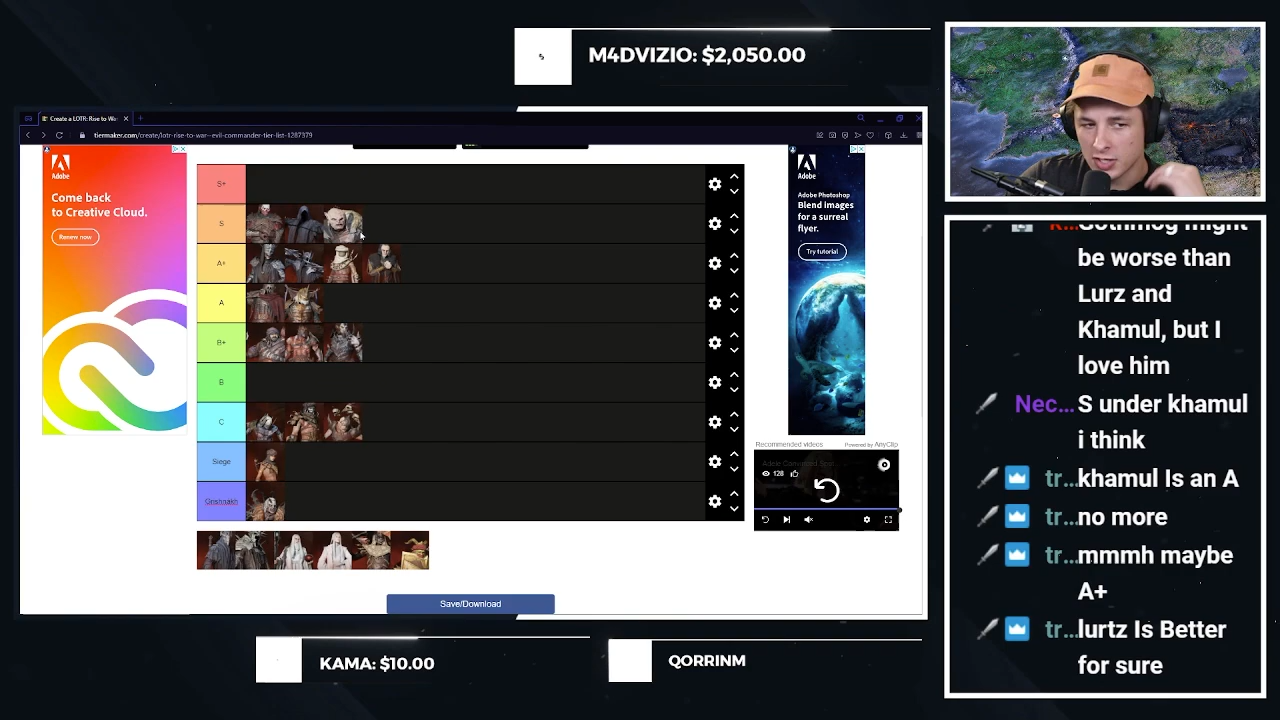 M4DVIZIO: $2,050.00
Create a LOTR: Rise to Wa
tiermaker.com/create/lotr-rise-to-war--evil-commander-tier-list-1287379
Adobe
Come back
to Creative Cloud.
Renew now
S+
S
A+
A
B+
B
C
Siege
Grishnakh
Adobe
Adobe Photoshop
Blend images
for a surreal
flyer.
Try tutorial
Recommended videos
Powered by AnyClip
128
Save/Download
Gothmog might
be worse than
Lurz and
Khamul, but I
love him
Nec... S under khamul
i think
tr... khamul Is an A
tr... no more
tr... mmmh maybe
A+
tr... lurtz Is Better
for sure
KAMA: $10.00
QORRINM